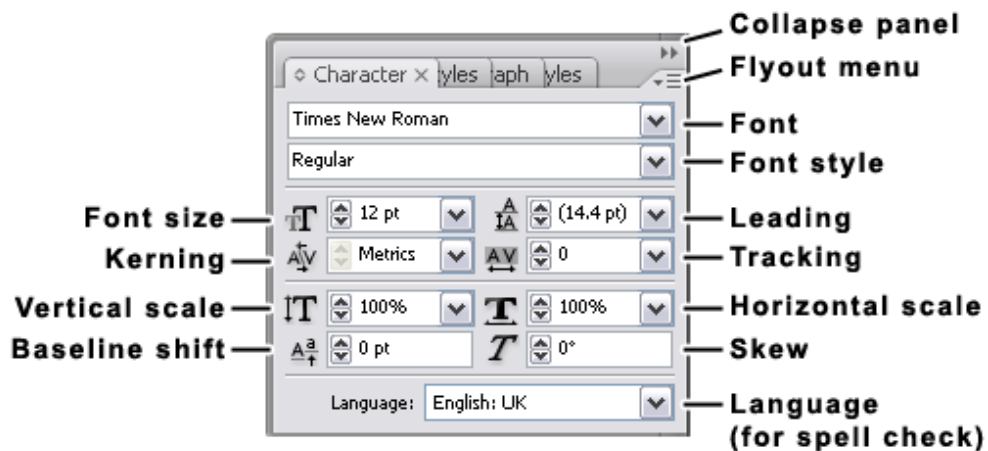 Collapse panel
Character yles aph yles
Flyout menu
Times New Roman
Font
Regular
Font style
Font size
12 pt
(14.4 pt)
Leading
Kerning
Metrics
0
Tracking
Vertical scale
100%
100%
Horizontal scale
Baseline shift
0 pt
0°
Skew
Language: English: UK
Language
(for spell check)